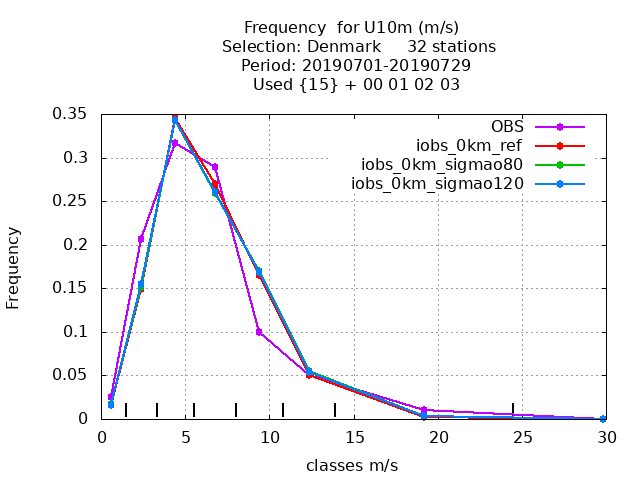 Frequency  for U10m (m/s)
Selection: Denmark     32 stations
Period: 20190701-20190729
Used {15} + 00 01 02 03
OBS
iobs_0km_ref
iobs_0km_sigmao80
iobs_0km_sigmao120
0.35
0.3
0.25
0.2
0.15
0.1
0.05
0
Frequency
0 5 10 15 20 25 30
classes m/s